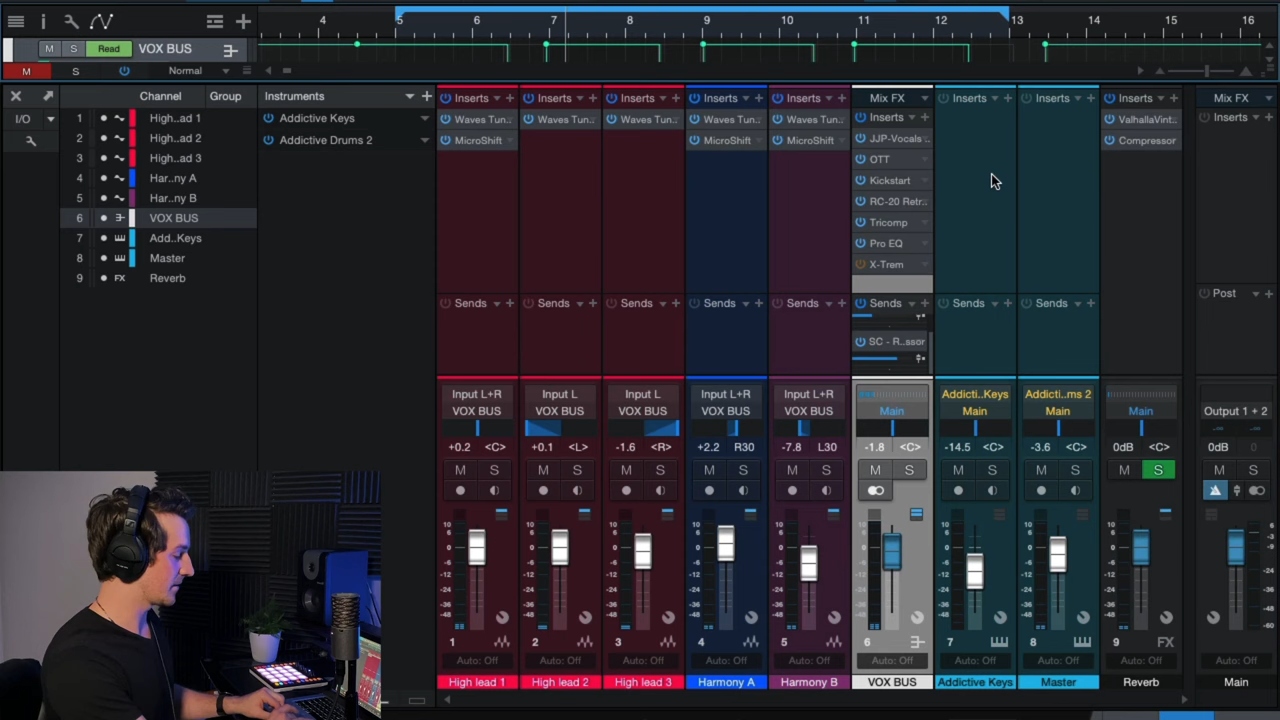 4 5 6 7 8 9 10 11 12 13 14 15 16
M S Read VOX BUS
M S Normal
Channel Group Instruments
I/O
1 High..ad 1
2 High..ad 2
3 High..ad 3
4 Har..ny A
5 Har..ny B
6 VOX BUS
7 Add..Keys
8 Master
9 FX Reverb
Addictive Keys
Addictive Drums 2
Inserts Inserts Inserts Inserts Inserts Mix FX Inserts Inserts Inserts Mix FX
Waves Tun.. Waves Tun.. Waves Tun.. Waves Tun.. Waves Tun.. Inserts ValhallaVint.. Inserts
MicroShift MicroShift MicroShift JJP-Vocals.. Compressor
OTT
Kickstart
RC-20 Retr..
Tricomp
Pro EQ
X-Trem
Post
Sends Sends Sends Sends Sends Sends Sends Sends
SC - R..ssor
Input L+R Input L Input L Input L+R Input L+R Addicti..Keys Addicti..ms 2
VOX BUS VOX BUS VOX BUS VOX BUS VOX BUS Main Main Main Main Output 1 + 2
+0.2 <C> +0.1 <L> -1.6 <R> +2.2 R30 -7.8 L30 -1.8 <C> -14.5 <C> -3.6 <C> 0dB <C> 0dB 0
M S M S M S M S M S M S M S M S M S
1 2 3 4 5 6 7 8 9 FX Main
Auto: Off Auto: Off Auto: Off Auto: Off Auto: Off Auto: Off Auto: Off Auto: Off Auto: Off Auto: Off
High lead 1 High lead 2 High lead 3 Harmony A Harmony B VOX BUS Addictive Keys Master Reverb Main